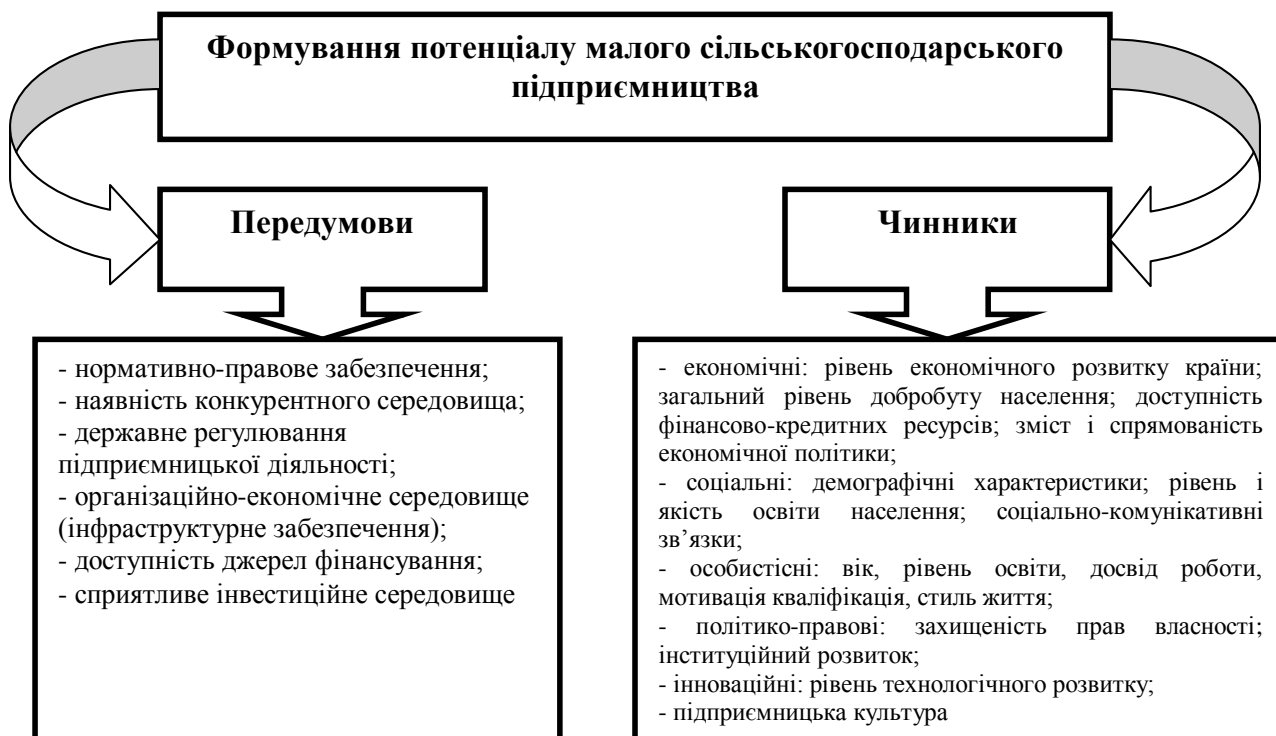 Формування потенціалу малого сільськогосподарського
підприємництва
Передумови
Чинники
- нормативно-правове забезпечення;
- наявність конкурентного середовища;
- державне регулювання
підприємницької діяльності;
- організаційно-економічне середовище
(інфраструктурне забезпечення);
- доступність джерел фінансування;
- сприятливе інвестиційне середовище
- економічні: рівень економічного розвитку країни;
загальний рівень добробуту населення; доступність
фінансово-кредитних ресурсів; зміст і спрямованість
економічної політики;
- соціальні: демографічні характеристики; рівень і
якість освіти населення; соціально-комунікативні
зв’язки;
- особистісні: вік, рівень освіти, досвід роботи,
мотивація кваліфікація, стиль життя;
- політико-правові: захищеність прав власності;
інституційний розвиток;
- інноваційні: рівень технологічного розвитку;
- підприємницька культура